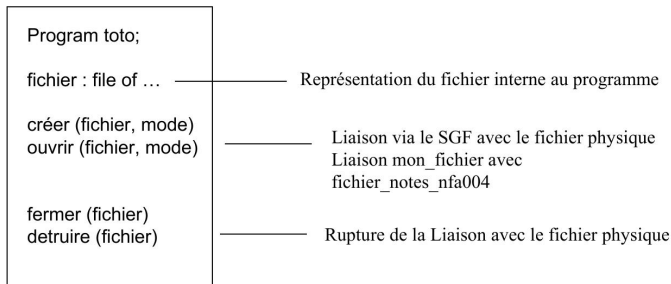 Program toto;
fichier : file of …
Représentation du fichier interne au programme
créer (fichier, mode)
ouvrir (fichier, mode)
Liaison via le SGF avec le fichier physique
Liaison mon_fichier avec
fichier_notes_nfa004
fermer (fichier)
detruire (fichier)
Rupture de la Liaison avec le fichier physique